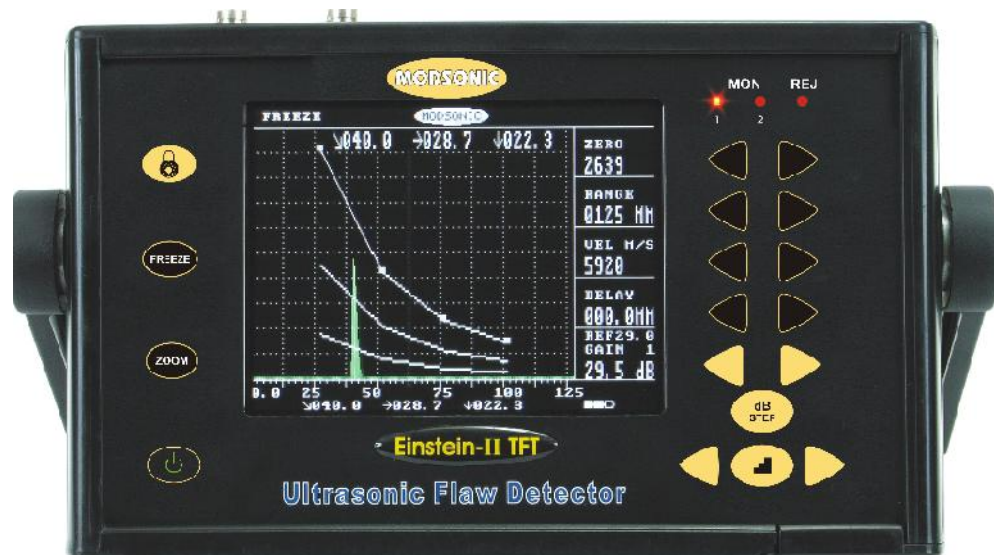 MODSONIC
MON REJ
1 2
FREEZE MODSONIC
↘040.0 →028.7 ↓022.3
ZERO
2639
RANGE
0125 MM
VEL M/S
5920
DELAY
000.0MM
REF29.0
GAIN 1
29.5 dB
0.0 25 50 75 100 125
↘040.0 →028.7 ↓022.3
FREEZE
ZOOM
dB
STEP
Einstein-II TFT
Ultrasonic Flaw Detector